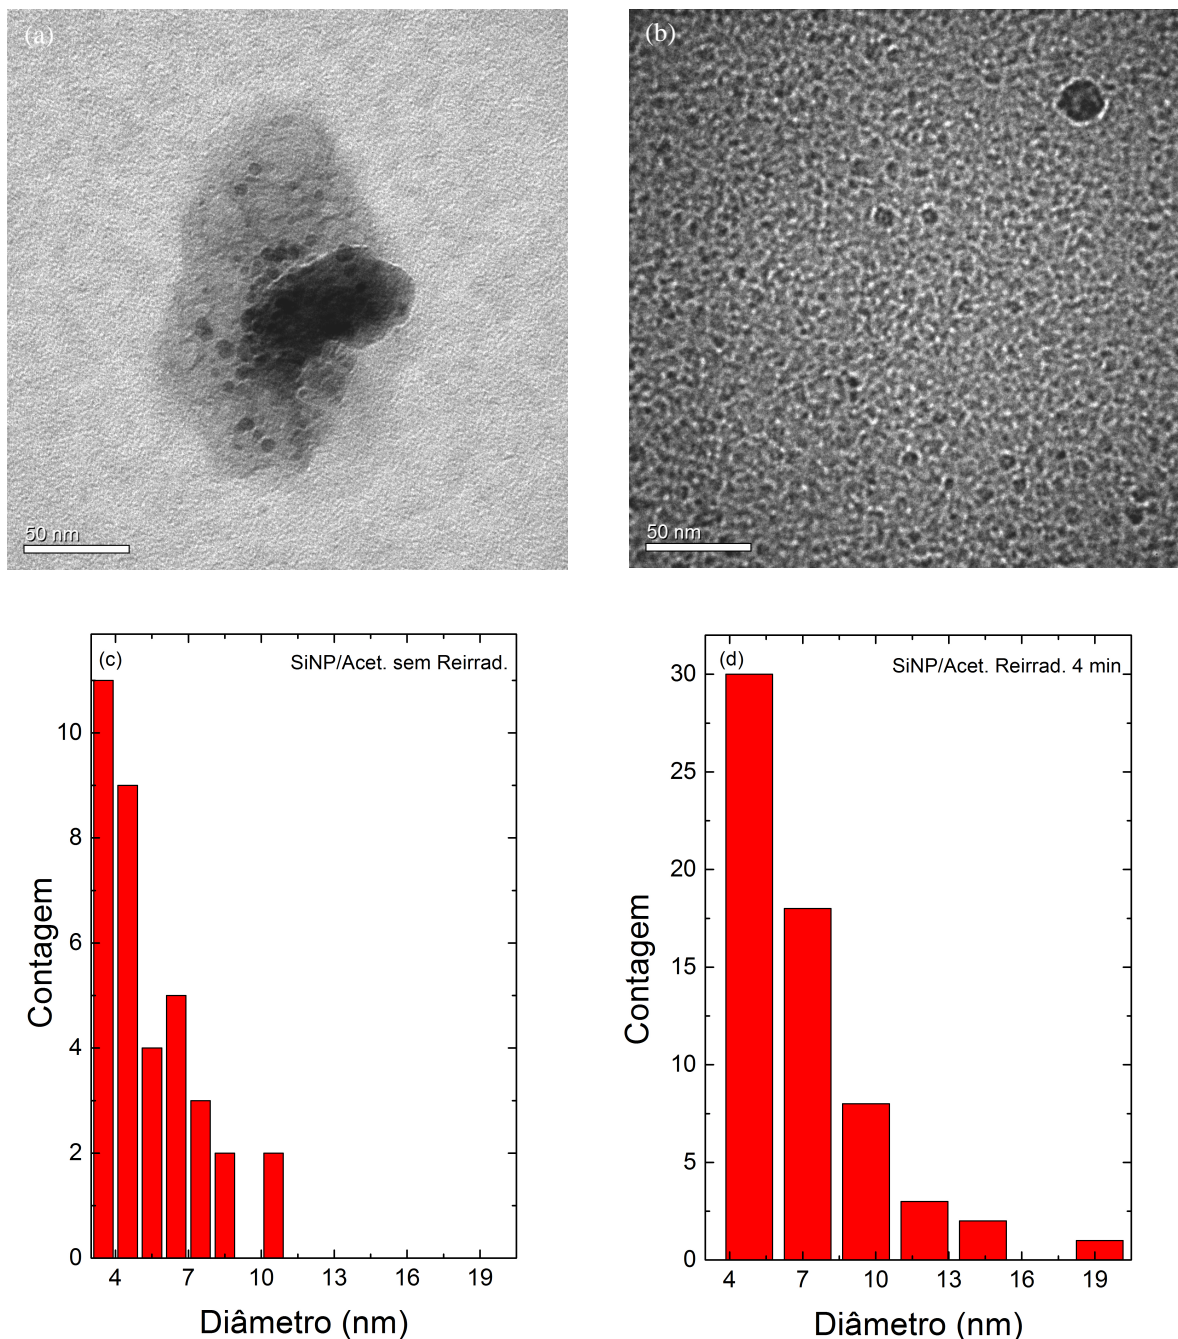 (a)
50 nm
(b)
50 nm
(c)
SiNP/Acet. sem Reirrad.
Contagem
10
8
6
4
2
0
4 7 10 13 16 19
Diâmetro (nm)
(d)
SiNP/Acet. Reirrad. 4 min
Contagem
30
25
20
15
10
5
0
4 7 10 13 16 19
Diâmetro (nm)